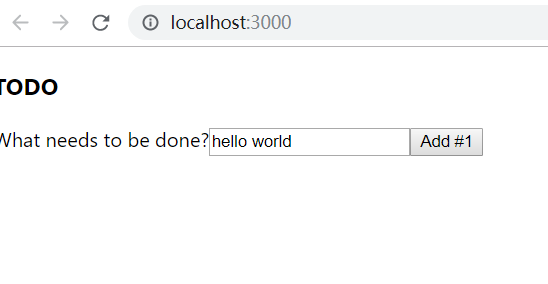 localhost:3000
TODO
What needs to be done? hello world Add #1